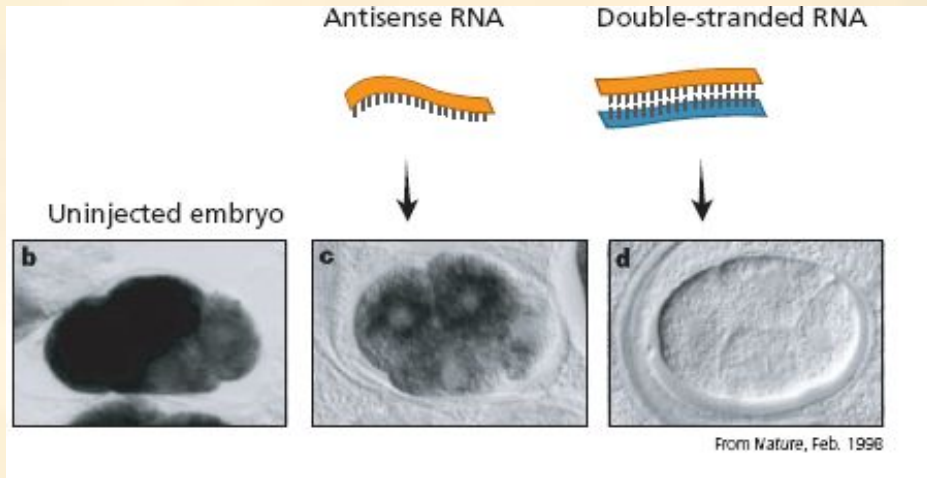 Antisense RNA
Double-stranded RNA
Uninjected embryo
b
c
d
From Nature, Feb. 1998